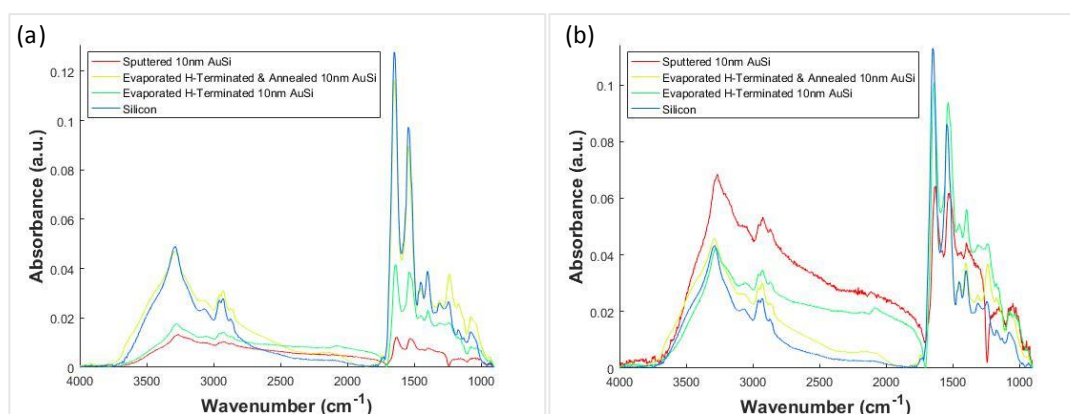 (a)
Sputtered 10nm AuSi
Evaporated H-Terminated & Annealed 10nm AuSi
Evaporated H-Terminated 10nm AuSi
Silicon
0.12
0.1
0.08
0.06
0.04
0.02
0
Absorbance (a.u.)
4000 3500 3000 2500 2000 1500 1000
Wavenumber (cm⁻¹)
(b)
Sputtered 10nm AuSi
Evaporated H-Terminated & Annealed 10nm AuSi
Evaporated H-Terminated 10nm AuSi
Silicon
0.1
0.08
0.06
0.04
0.02
0
Absorbance (a.u.)
4000 3500 3000 2500 2000 1500 1000
Wavenumber (cm⁻¹)